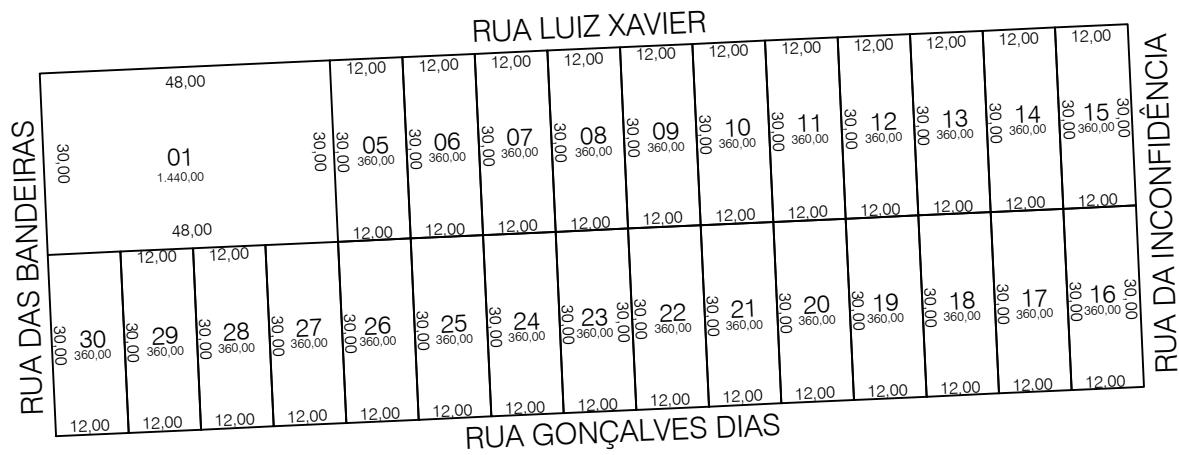 RUA LUIZ XAVIER
RUA DAS BANDEIRAS
RUA DA INCONFIDÊNCIA
48,00 12,00 12,00 12,00 12,00 12,00 12,00 12,00 12,00 12,00 12,00 12,00
30,00 30,00 30,00 30,00 30,00 30,00 30,00 30,00 30,00 30,00 30,00 30,00 30,00 30,00
01 05 06 07 08 09 10 11 12 13 14 15
1.440,00 360,00 360,00 360,00 360,00 360,00 360,00 360,00 360,00 360,00 360,00 360,00
48,00 12,00 12,00 12,00 12,00 12,00 12,00 12,00 12,00 12,00 12,00 12,00
12,00 12,00
30,00 30,00 30,00 30,00 30,00 30,00 30,00 30,00 30,00 30,00 30,00 30,00 30,00 30,00 30,00 30,00 30,00
30 29 28 27 26 25 24 23 22 21 20 19 18 17 16
360,00 360,00 360,00 360,00 360,00 360,00 360,00 360,00 360,00 360,00 360,00 360,00 360,00 360,00 360,00
12,00 12,00 12,00 12,00 12,00 12,00 12,00 12,00 12,00 12,00 12,00 12,00 12,00 12,00 12,00
RUA GONÇALVES DIAS